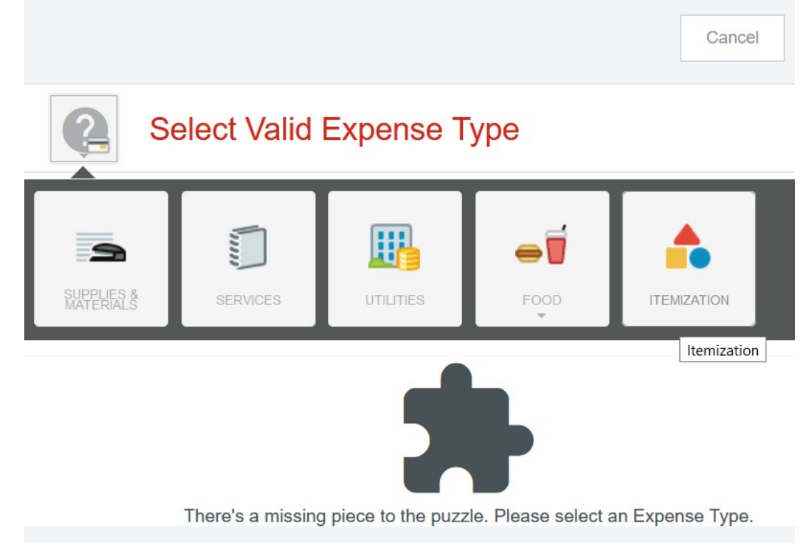 Cancel
?
Select Valid Expense Type
SUPPLIES &
MATERIALS
SERVICES
UTILITIES
FOOD
ITEMIZATION
Itemization
There's a missing piece to the puzzle. Please select an Expense Type.